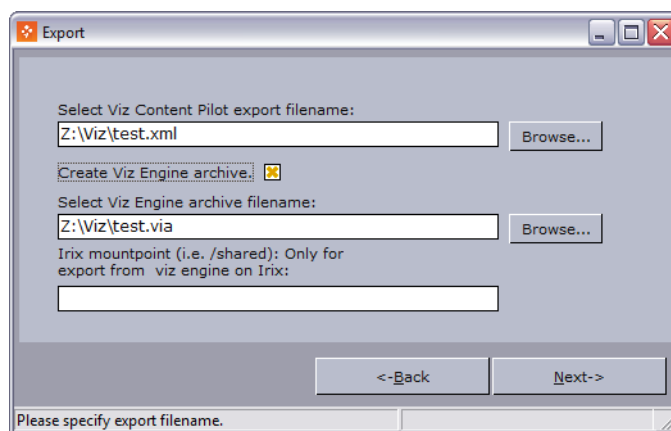 Export
Select Viz Content Pilot export filename:
Z:\Viz\test.xml
Browse...
Create Viz Engine archive.
Select Viz Engine archive filename:
Z:\Viz\test.via
Browse...
Irix mountpoint (i.e. /shared): Only for
export from viz engine on Irix:
<-Back
Next->
Please specify export filename.